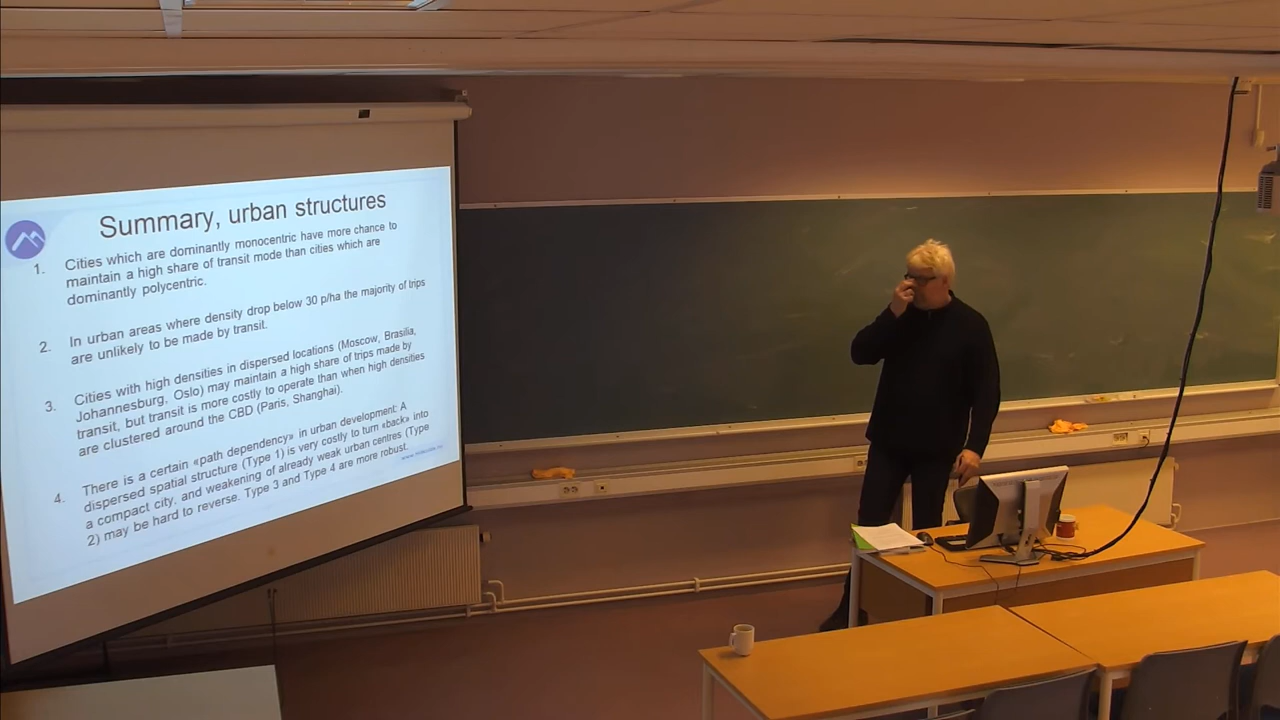 Summary, urban structures
1. Cities which are dominantly monocentric have more chance to
maintain a high share of transit mode than cities which are
dominantly polycentric.
2. In urban areas where density drop below 30 p/ha the majority of trips
are unlikely to be made by transit.
3. Cities with high densities in dispersed locations (Moscow, Brasilia,
Johannesburg, Oslo) may maintain a high share of trips made by
transit, but transit is more costly to operate than when high densities
are clustered around the CBD (Paris, Shanghai).
4. There is a certain «path dependency» in urban development: A
dispersed spatial structure (Type 1) is very costly to turn «back» into
a compact city, and weakening of already weak urban centres (Type
2) may be hard to reverse. Type 3 and Type 4 are more robust.